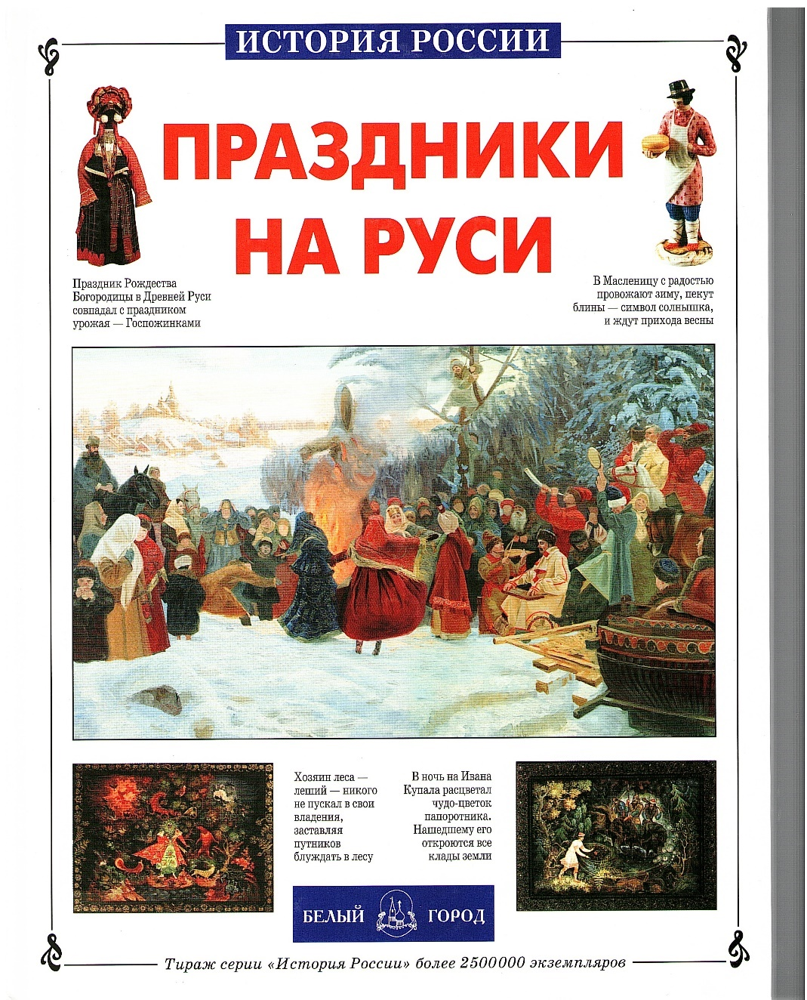 ИСТОРИЯ РОССИИ
ПРАЗДНИКИ
НА РУСИ
Праздник Рождества
Богородицы в Древней Руси
совпадал с праздником
урожая — Госпожинками
В Масленицу с радостью
провожают зиму, пекут
блины — символ солнышка,
и ждут прихода весны
Хозяин леса —
леший — никого
не пускал в свои
владения,
заставляя
путников
блуждать в лесу
В ночь на Ивана
Купала расцветал
чудо-цветок
папоротника.
Нашедшему его
откроются все
клады земли
БЕЛЫЙ ГОРОД
Тираж серии «История России» более 2500000 экземпляров